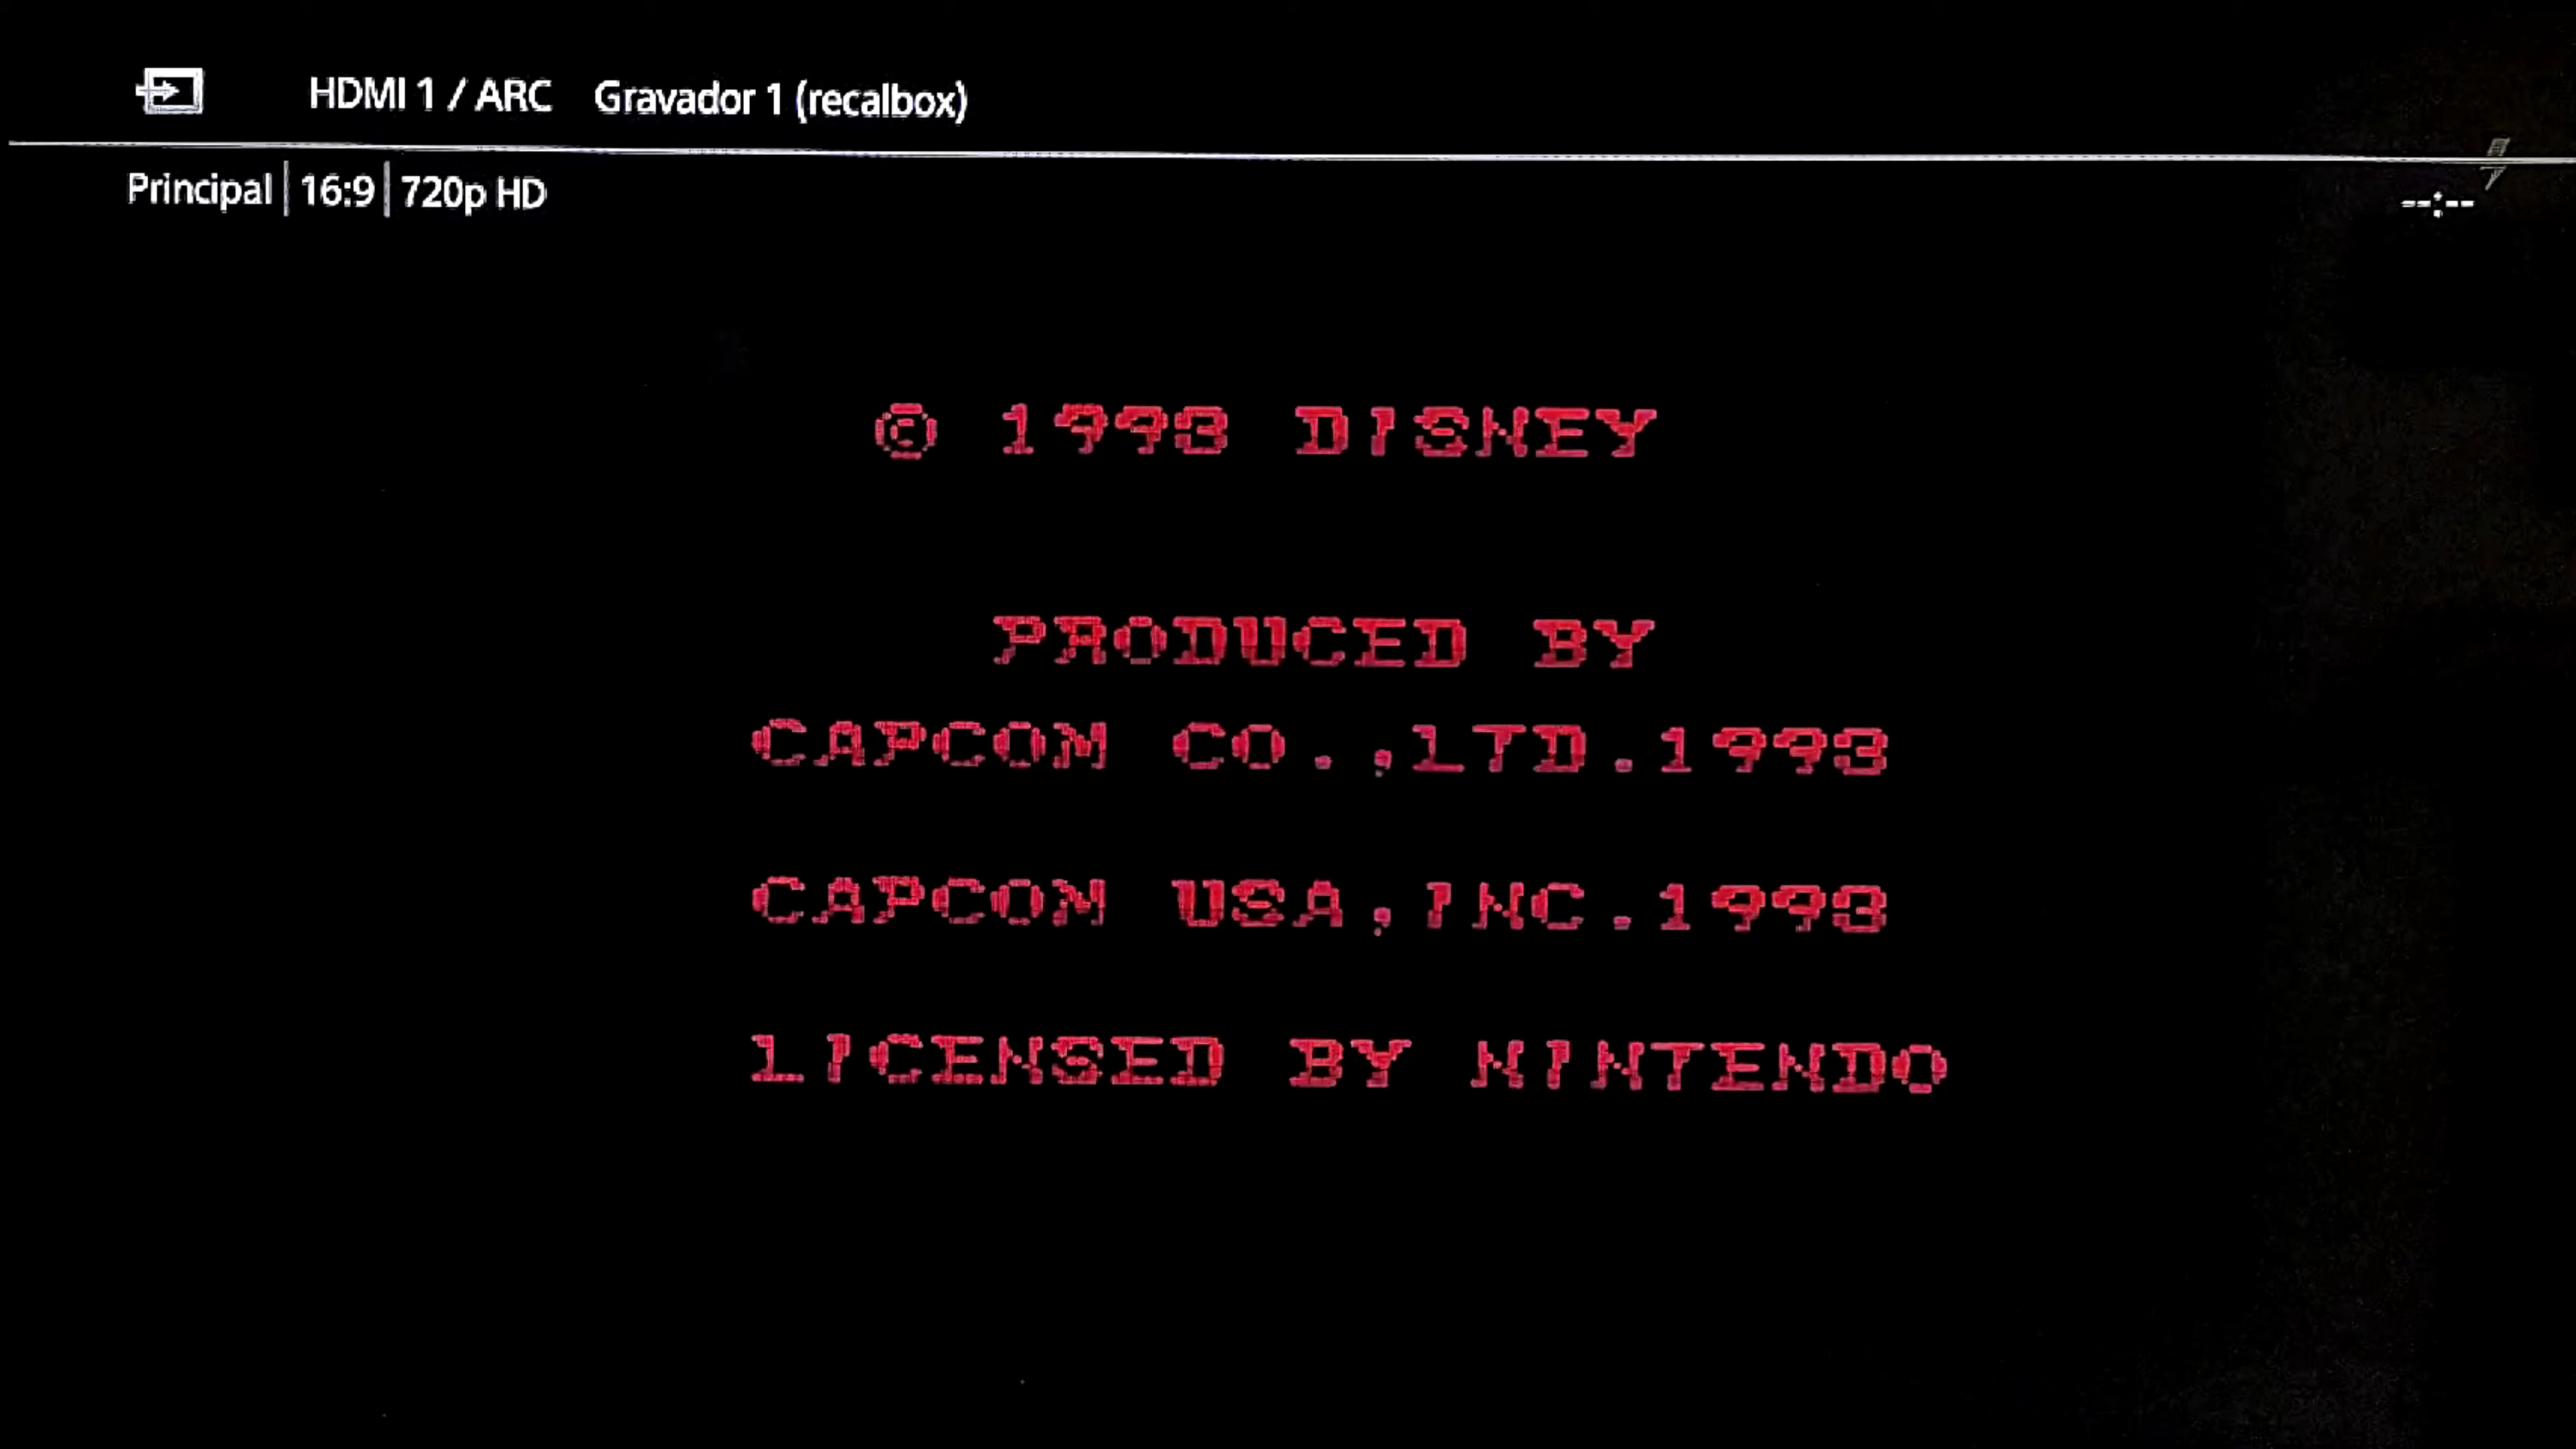 HDMI 1 / ARC Gravador 1 (recalbox)
Principal | 16:9 | 720p HD
--:--
© 1993 DISNEY
PRODUCED BY
CAPCOM CO.,LTD.1993
CAPCOM USA,INC.1993
LICENSED BY NINTENDO